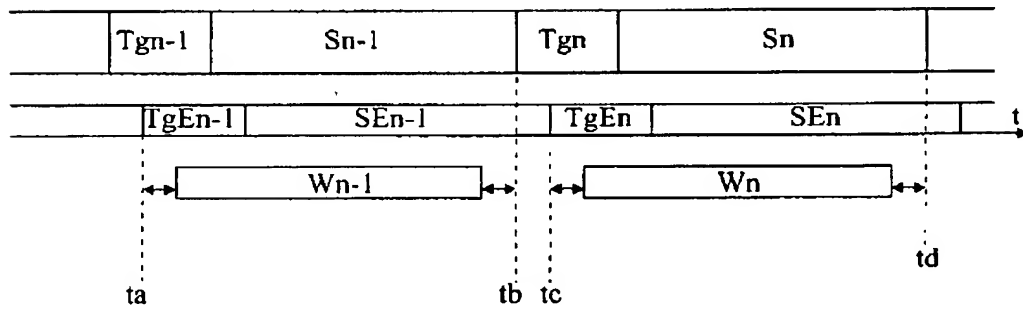 Tgn-1 Sn-1 Tgn Sn
TgEn-1 SEn-1 TgEn SEn t
Wn-1 Wn
td
ta tb tc